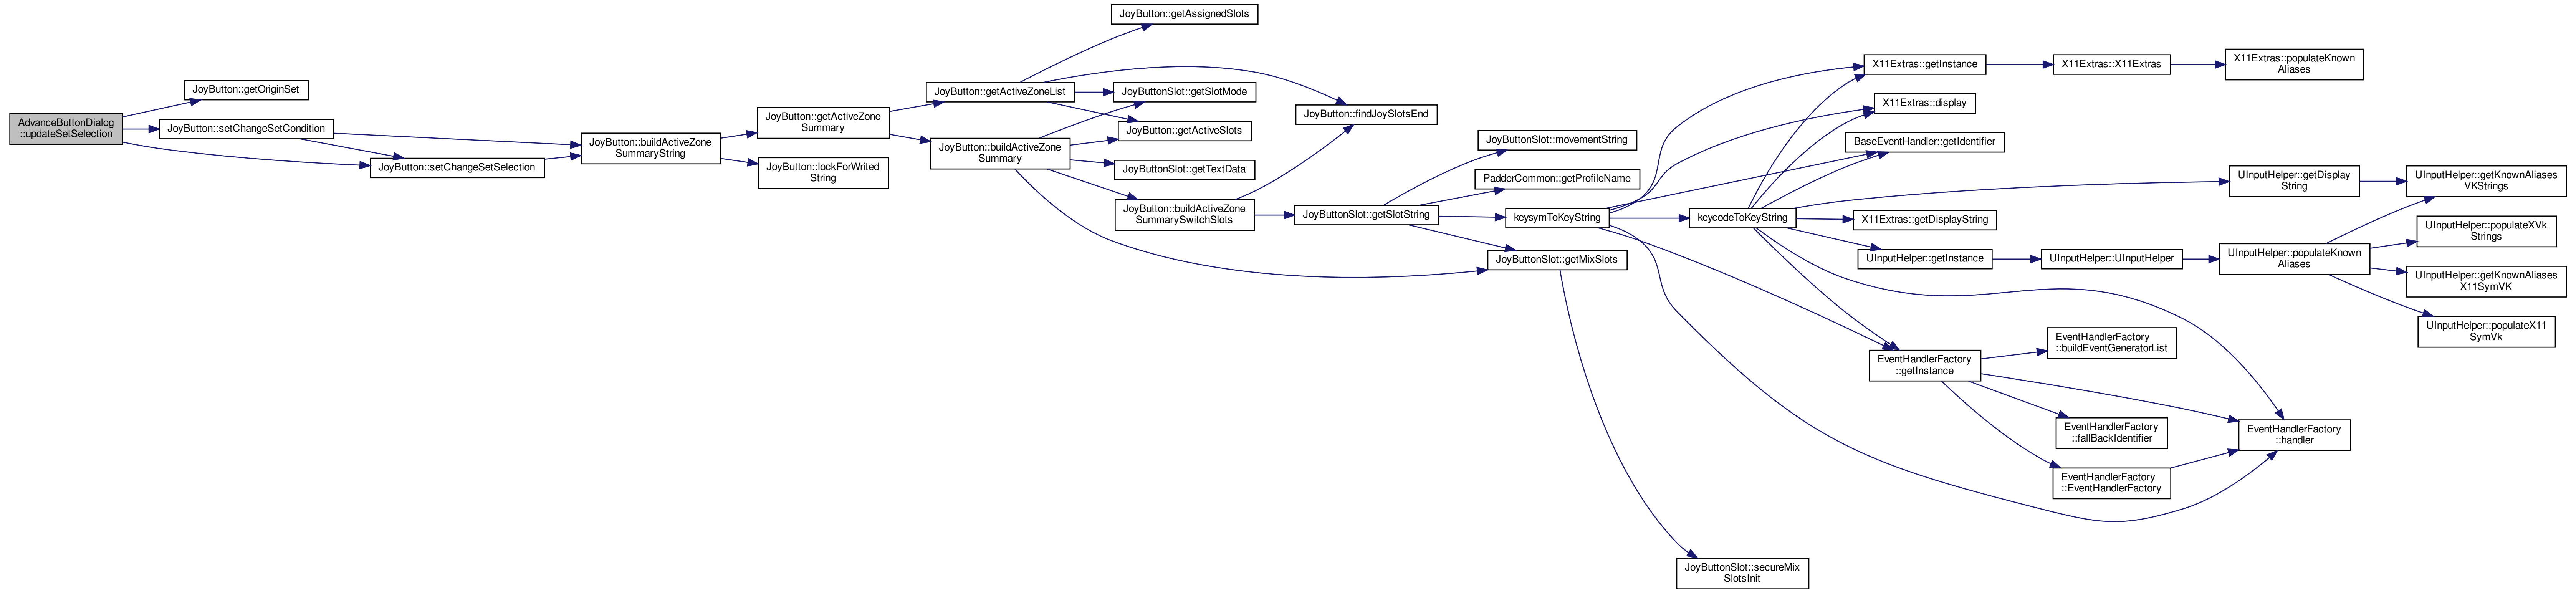 AdvanceButtonDialog
::updateSetSelection
JoyButton::getOriginSet
JoyButton::setChangeSetCondition
JoyButton::setChangeSetSelection
JoyButton::buildActiveZone
SummaryString
JoyButton::getActiveZone
Summary
JoyButton::lockForWrited
String
JoyButton::getActiveZoneList
JoyButton::buildActiveZone
Summary
JoyButton::getAssignedSlots
JoyButtonSlot::getSlotMode
JoyButton::getActiveSlots
JoyButtonSlot::getTextData
JoyButton::buildActiveZone
SummarySwitchSlots
JoyButton::findJoySlotsEnd
JoyButtonSlot::getSlotString
JoyButtonSlot::movementString
PadderCommon::getProfileName
keysymToKeyString
JoyButtonSlot::getMixSlots
JoyButtonSlot::secureMix
SlotsInit
keycodeToKeyString
X11Extras::getInstance
X11Extras::display
BaseEventHandler::getIdentifier
X11Extras::getDisplayString
UInputHelper::getInstance
EventHandlerFactory
::getInstance
X11Extras::X11Extras
X11Extras::populateKnown
Aliases
UInputHelper::getDisplay
String
UInputHelper::UInputHelper
UInputHelper::populateKnown
Aliases
UInputHelper::getKnownAliases
VKStrings
UInputHelper::populateXVk
Strings
UInputHelper::getKnownAliases
X11SymVK
UInputHelper::populateX11
SymVk
EventHandlerFactory
::buildEventGeneratorList
EventHandlerFactory
::fallBackIdentifier
EventHandlerFactory
::EventHandlerFactory
EventHandlerFactory
::handler